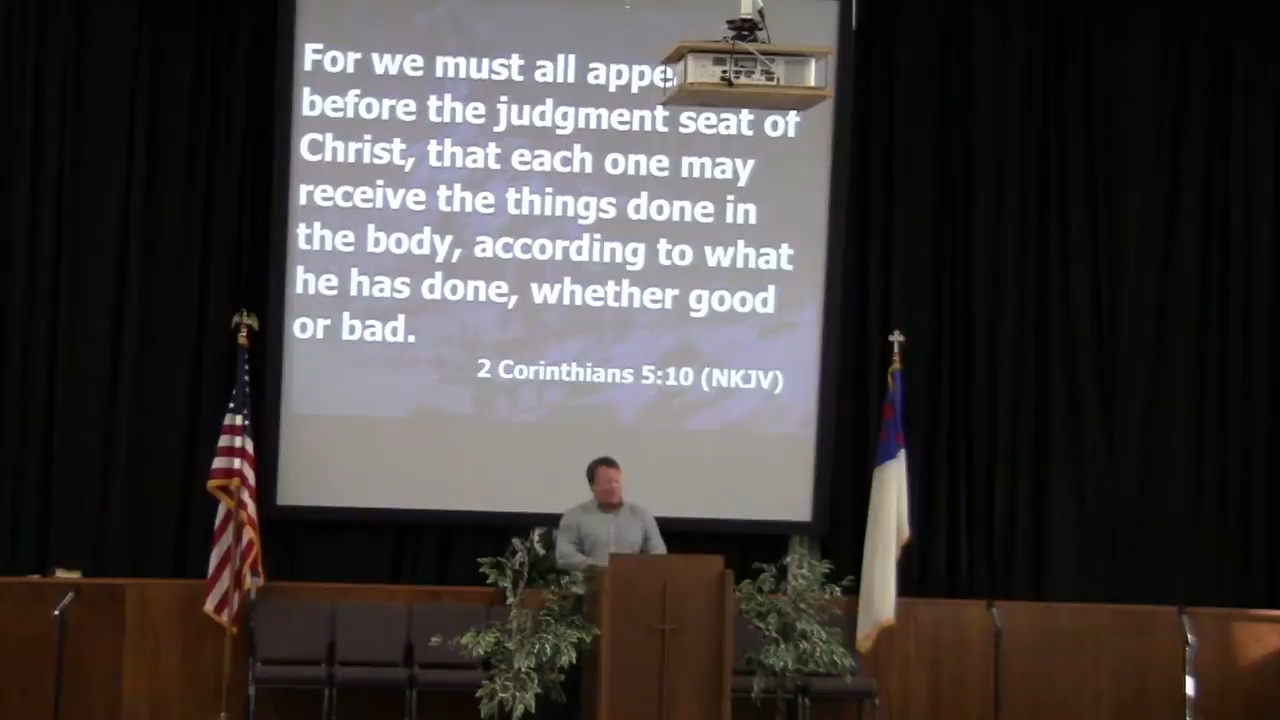 For we must all appe
before the judgment seat of
Christ, that each one may
receive the things done in
the body, according to what
he has done, whether good
or bad.
2 Corinthians 5:10 (NKJV)